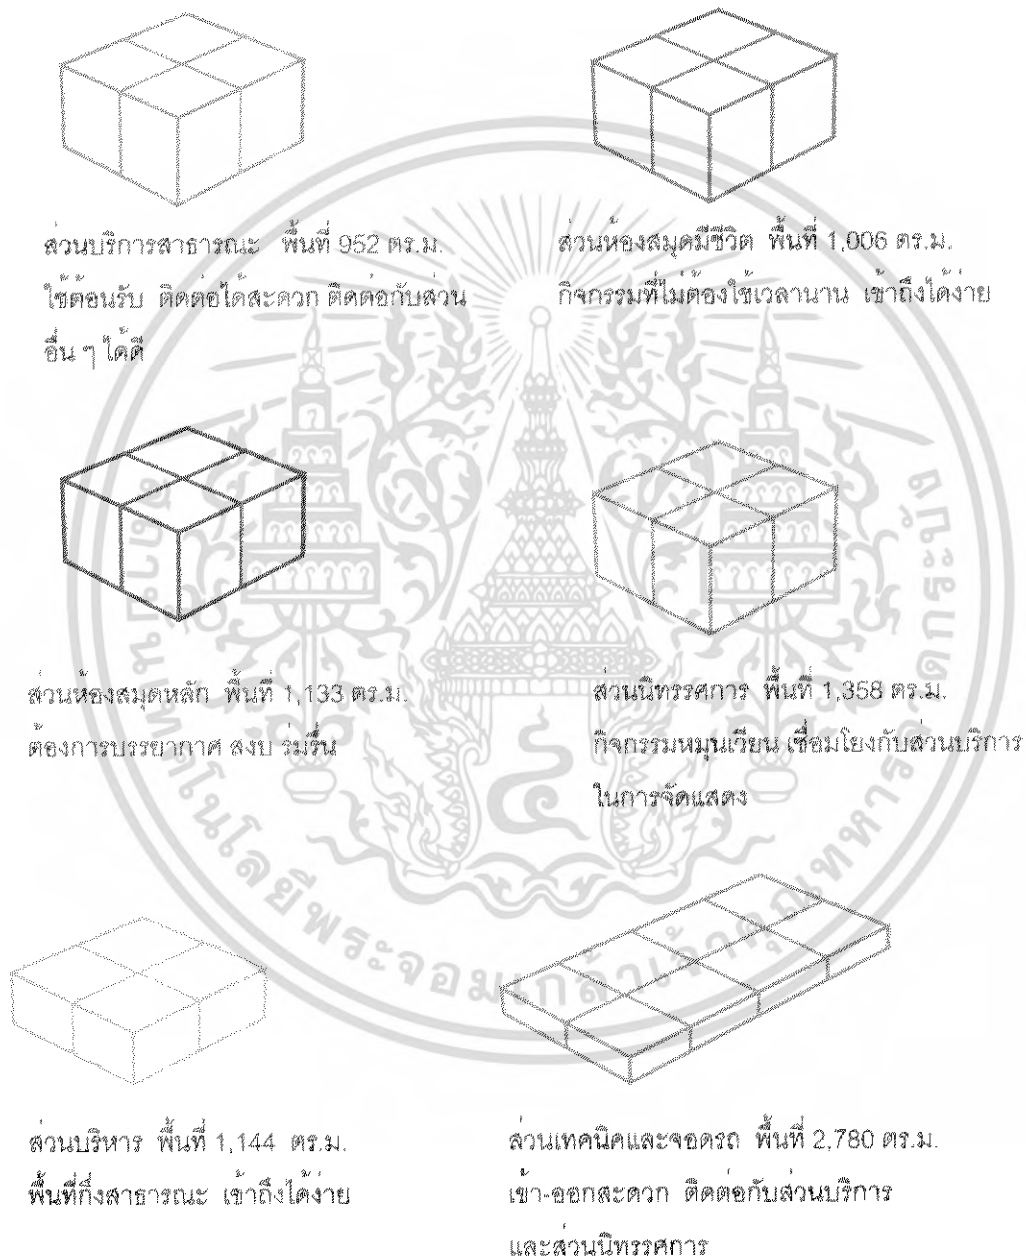 ส่วนบริการสาธารณะ พื้นที่ 952 ตร.ม.
ใช้ต้อนรับ ติดต่อได้สะดวก ติดต่อกับส่วน
อื่น ๆ ได้ดี
ส่วนห้องสมุดมีชีวิต พื้นที่ 1,006 ตร.ม.
กิจกรรมที่ไม่ต้องใช้เวลานาน เข้าถึงได้ง่าย
ส่วนห้องสมุดหลัก พื้นที่ 1,133 ตร.ม.
ต้องการบรรยากาศ สงบ ร่มรื่น
ส่วนนิทรรศการ พื้นที่ 1,358 ตร.ม.
กิจกรรมหมุนเวียน เชื่อมโยงกับส่วนบริการ
ในการจัดแสดง
ส่วนบริหาร พื้นที่ 1,144 ตร.ม.
พื้นที่กึ่งสาธารณะ เข้าถึงได้ง่าย
ส่วนเทคนิคและจอดรถ พื้นที่ 2,780 ตร.ม.
เข้า-ออกสะดวก ติดต่อกับส่วนบริการ
และส่วนนิทรรศการ